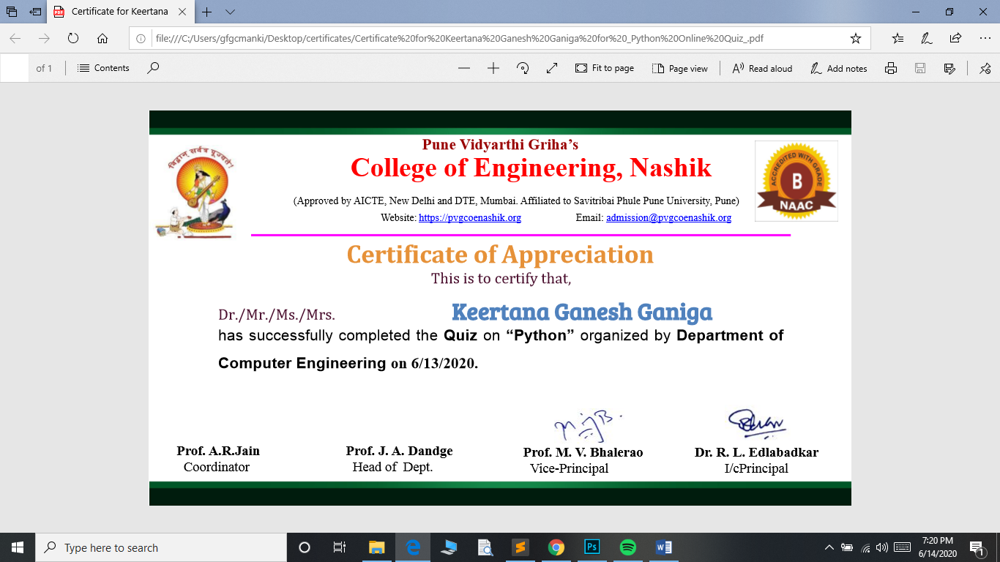 Certificate for Keertana
file:///C:/Users/gfgcmanki/Desktop/certificates/Certificate%20for%20Keertana%20Ganesh%20Ganiga%20for%20_Python%20Online%20Quiz_.pdf
of 1
Contents
Fit to page
Page view
Read aloud
Add notes
Pune Vidyarthi Griha’s
College of Engineering, Nashik
(Approved by AICTE, New Delhi and DTE, Mumbai. Affiliated to Savitribai Phule Pune University, Pune)
Website: https://pvgcoenashik.org Email: admission@pvgcoenashik.org
विद्वान् सर्वत्र पूज्यते!
ACCREDITED WITH GRADE
B
NAAC
Certificate of Appreciation
This is to certify that,
Dr./Mr./Ms./Mrs. Keertana Ganesh Ganiga
has successfully completed the Quiz on “Python” organized by Department of
Computer Engineering on 6/13/2020.
Prof. A.R.Jain Prof. J. A. Dandge Prof. M. V. Bhalerao Dr. R. L. Edlabadkar
Coordinator Head of Dept. Vice-Principal I/cPrincipal
Type here to search
7:20 PM
6/14/2020